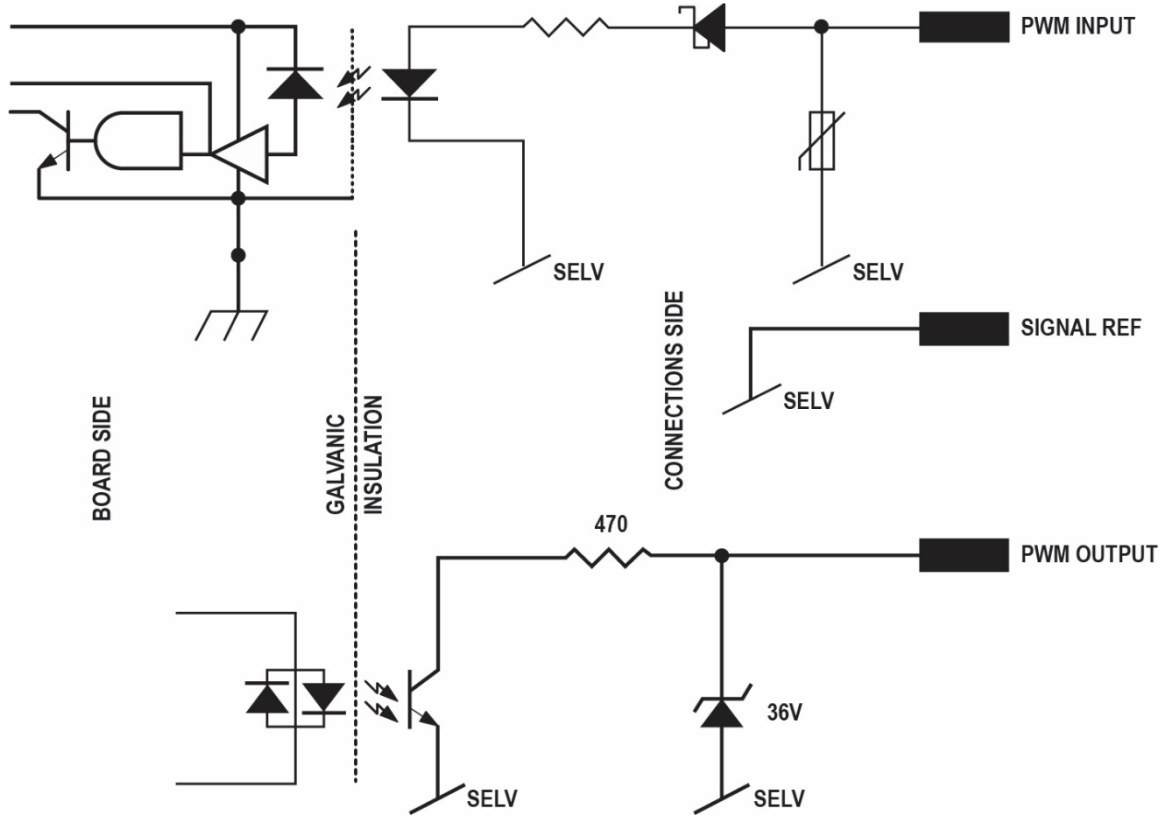 PWM INPUT
SELV
SELV
SIGNAL REF
SELV
BOARD SIDE
GALVANIC
INSULATION
CONNECTIONS SIDE
470
PWM OUTPUT
36V
SELV
SELV